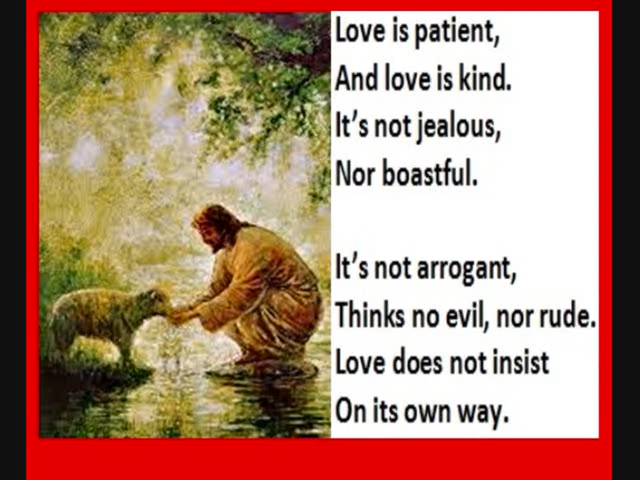 Love is patient,
And love is kind.
It's not jealous,
Nor boastful.
It's not arrogant,
Thinks no evil, nor rude.
Love does not insist
On its own way.